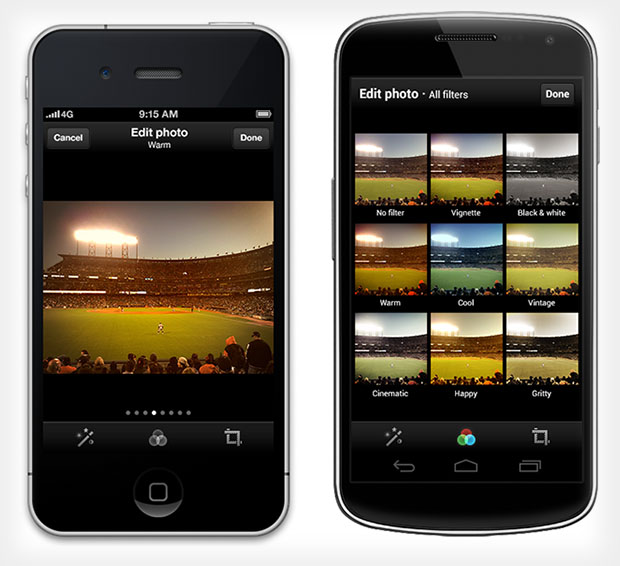 4G
9:15 AM
Cancel
Edit photo
Done
Warm
Edit photo · All filters
Done
No filter
Vignette
Black & white
Warm
Cool
Vintage
Cinematic
Happy
Gritty